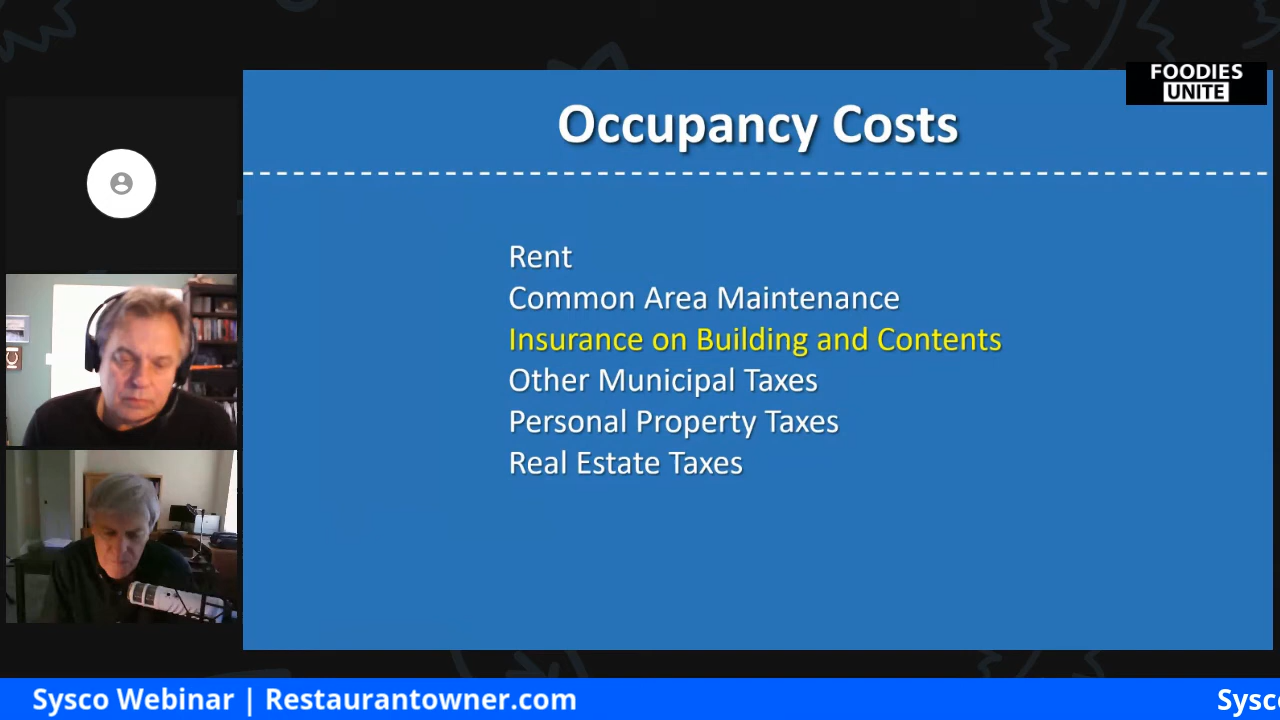 FOODIES
UNITE
Occupancy Costs
Rent
Common Area Maintenance
Insurance on Building and Contents
Other Municipal Taxes
Personal Property Taxes
Real Estate Taxes
Sysco Webinar | Restaurantowner.com
Sysc